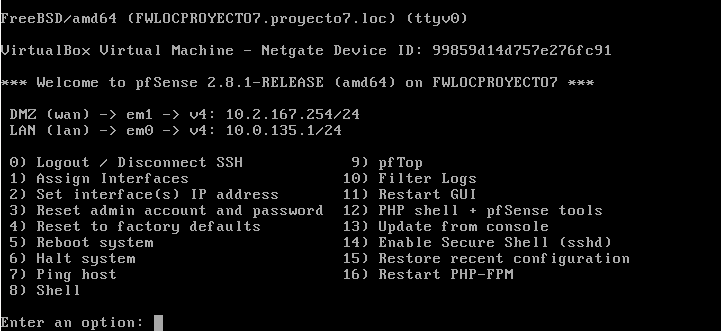 FreeBSD/amd64 (FWLOCPROYECTO7.proyecto7.loc) (ttyv0)
VirtualBox Virtual Machine - Netgate Device ID: 99859d14d757e276fc91
*** Welcome to pfSense 2.8.1-RELEASE (amd64) on FWLOCPROYECTO7 ***
DMZ (wan) -> em1 -> v4: 10.2.167.254/24
LAN (lan) -> em0 -> v4: 10.0.135.1/24
0) Logout / Disconnect SSH 9) pfTop
1) Assign Interfaces 10) Filter Logs
2) Set interface(s) IP address 11) Restart GUI
3) Reset admin account and password 12) PHP shell + pfSense tools
4) Reset to factory defaults 13) Update from console
5) Reboot system 14) Enable Secure Shell (sshd)
6) Halt system 15) Restore recent configuration
7) Ping host 16) Restart PHP-FPM
8) Shell
Enter an option: